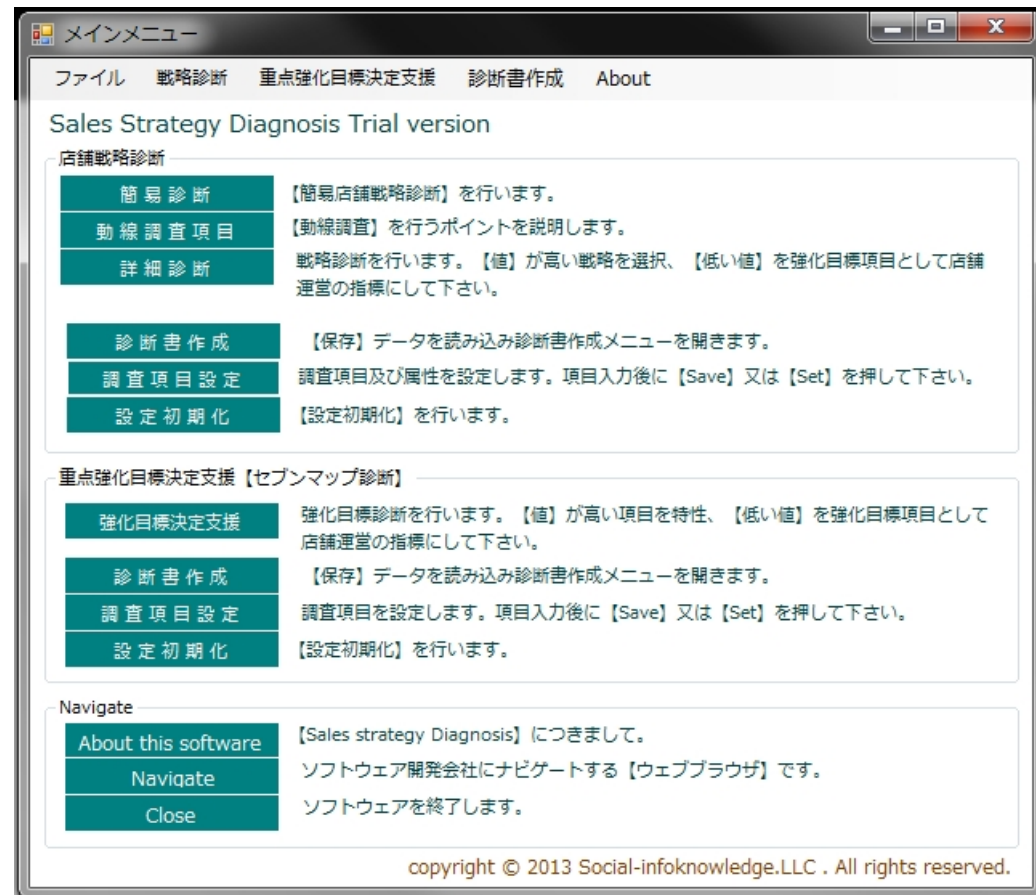 メインメニュー
ファイル 戦略診断 重点強化目標決定支援 診断書作成 About
Sales Strategy Diagnosis Trial version
店舗戦略診断
簡 易 診 断 【簡易店舗戦略診断】を行います。
動 線 調 査 項 目 【動線調査】を行うポイントを説明します。
詳 細 診 断 戦略診断を行います。【値】が高い戦略を選択、【低い値】を強化目標項目として店舗
運営の指標にして下さい。
診 断 書 作 成 【保存】データを読み込み診断書作成メニューを開きます。
調 査 項 目 設 定 調査項目及び属性を設定します。項目入力後に【Save】又は【Set】を押して下さい。
設 定 初 期 化 【設定初期化】を行います。
重点強化目標決定支援【セブンマップ診断】
強化目標決定支援 強化目標診断を行います。【値】が高い項目を特性、【低い値】を強化目標項目として
店舗運営の指標にして下さい。
診 断 書 作 成 【保存】データを読み込み診断書作成メニューを開きます。
調 査 項 目 設 定 調査項目を設定します。項目入力後に【Save】又は【Set】を押して下さい。
設 定 初 期 化 【設定初期化】を行います。
Navigate
About this software 【Sales strategy Diagnosis】につきまして。
Navigate ソフトウェア開発会社にナビゲートする【ウェブブラウザ】です。
Close ソフトウェアを終了します。
copyright © 2013 Social-infoknowledge.LLC . All rights reserved.